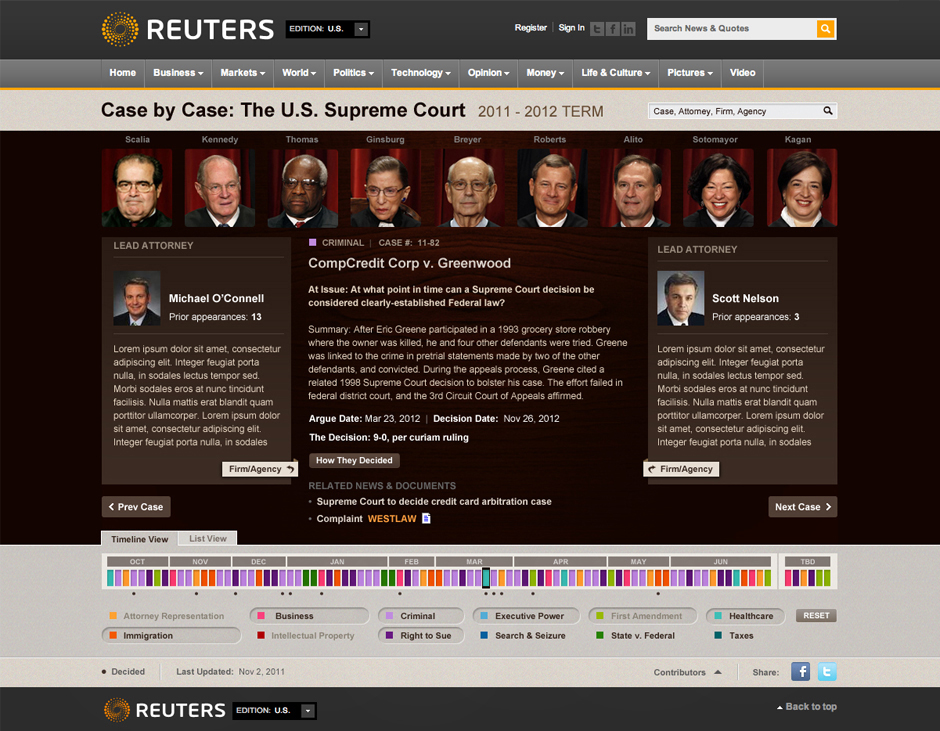 REUTERS
EDITION: U.S.
Register
Sign In
Search News & Quotes
Home
Business
Markets
World
Politics
Technology
Opinion
Money
Life & Culture
Pictures
Video
Case by Case: The U.S. Supreme Court 2011 - 2012 TERM
Case, Attorney, Firm, Agency
Scalia
Kennedy
Thomas
Ginsburg
Breyer
Roberts
Alito
Sotomayor
Kagan
LEAD ATTORNEY
Michael O'Connell
Prior appearances: 13
Lorem ipsum dolor sit amet, consectetur
adipiscing elit. Integer feugiat porta
nulla, in iaculis lectus tempor sed.
Morbi sodales eros at nunc tincidunt
facilisis. Nulla mattis erat blandit quam
porttitor ullamcorper. Lorem ipsum dolor
sit amet, consectetur adipiscing elit.
Integer feugiat porta nulla, in sodales
Firm/Agency
Prev Case
CRIMINAL | CASE #: 11-82
CompCredit Corp v. Greenwood
At Issue: At what point in time can a Supreme Court decision be
considered clearly-established Federal law?
Summary: After Eric Greene participated in a 1993 grocery store robbery
where the owner was killed, he and four other defendants were tried. Greene
was linked to the crime in pretrial statements made by two of the other
defendants, and convicted. During the appeals process, Greene cited a
related 1998 Supreme Court decision to bolster his case. The effort failed in
federal district court, and the 3rd Circuit Court of Appeals affirmed.
Argue Date: Mar 23, 2012 | Decision Date: Nov 26, 2012
The Decision: 9-0, per curiam ruling
How They Decided
RELATED NEWS & DOCUMENTS
• Supreme Court to decide credit card arbitration case
• Complaint WESTLAW
LEAD ATTORNEY
Scott Nelson
Prior appearances: 3
Lorem ipsum dolor sit amet, consectetur
adipiscing elit. Integer feugiat porta
nulla, in iaculis lectus tempor sed.
Morbi sodales eros at nunc tincidunt
facilisis. Nulla mattis erat blandit quam
porttitor ullamcorper. Lorem ipsum dolor
sit amet, consectetur adipiscing elit.
Integer feugiat porta nulla, in sodales
Firm/Agency
Next Case
Timeline View
List View
OCT
NOV
DEC
JAN
FEB
MAR
APR
MAY
JUN
TBD
Attorney Representation
Business
Criminal
Executive Power
First Amendment
Healthcare
RESET
Immigration
Intellectual Property
Right to Sue
Search & Seizure
State v. Federal
Taxes
Decided
Last Updated: Nov 2, 2011
Contributors
Share:
REUTERS
EDITION: U.S.
Back to top